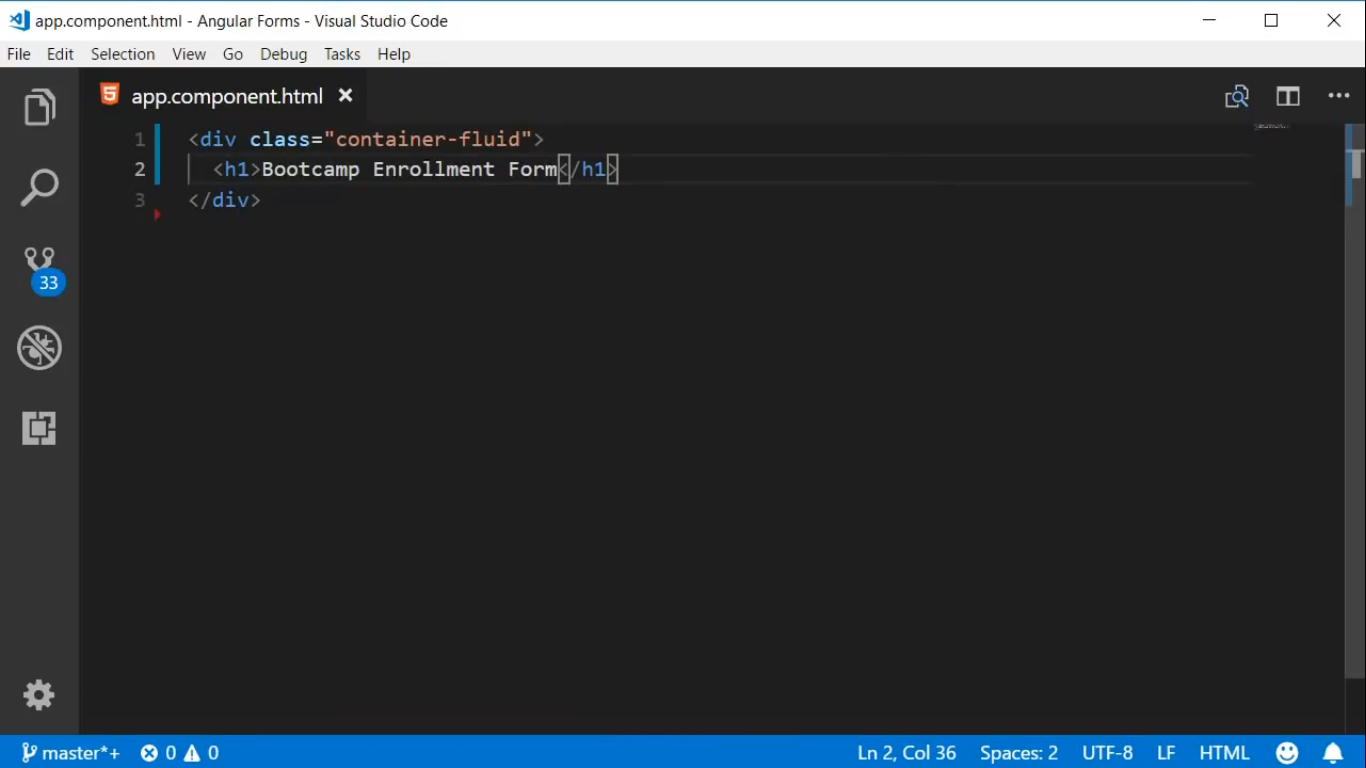 app.component.html - Angular Forms - Visual Studio Code
File Edit Selection View Go Debug Tasks Help
app.component.html
1 <div class="container-fluid">
2 <h1>Bootcamp Enrollment Form</h1>
3 </div>
33
master*+ 0 0 Ln 2, Col 36 Spaces: 2 UTF-8 LF HTML